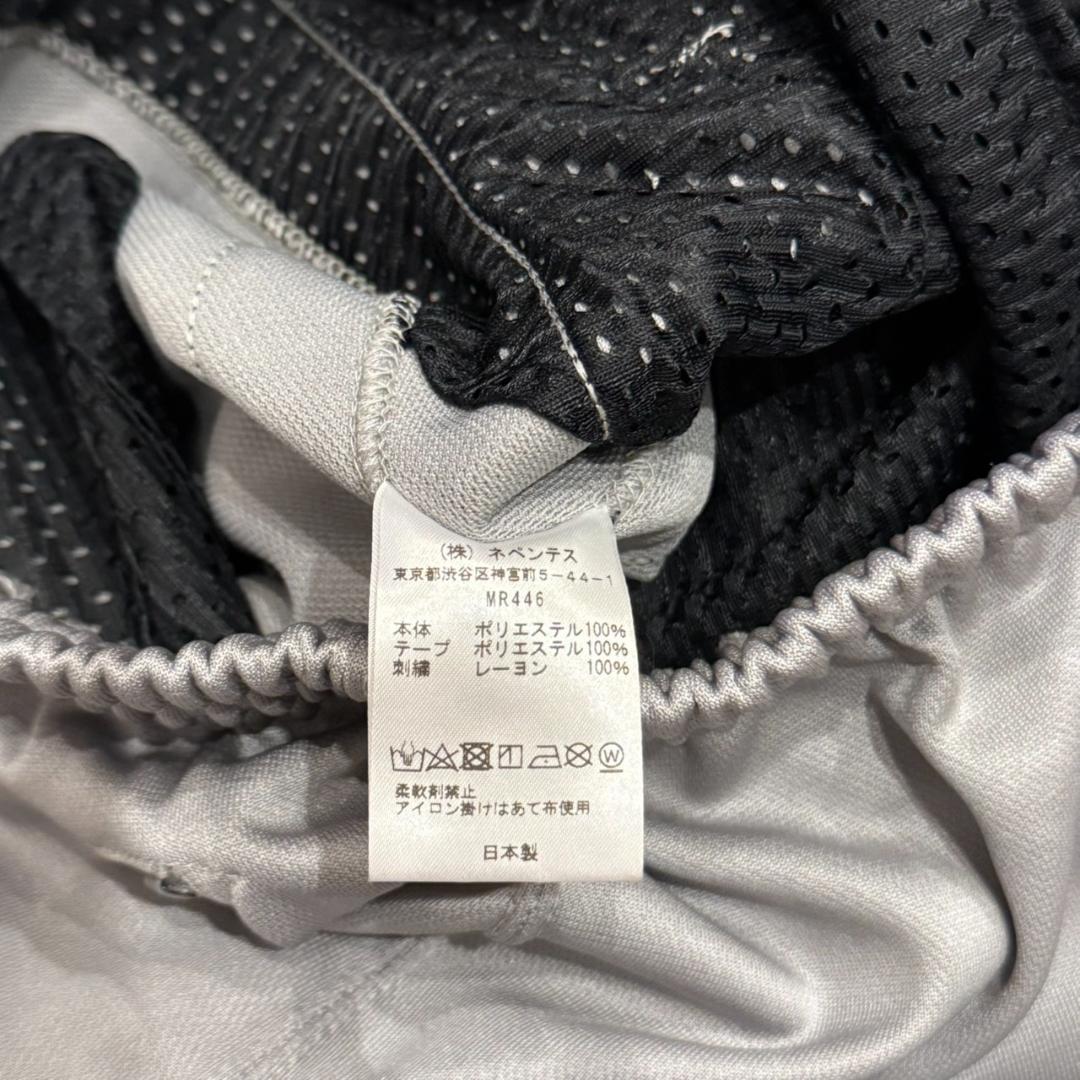 (株) ネペンテス
東京都渋谷区神宮前5-44-1
MR446
本体 ポリエステル100%
テープ ポリエステル100%
刺繍 レーヨン 100%
W
柔軟剤禁止
アイロン掛けはあて布使用
日本製